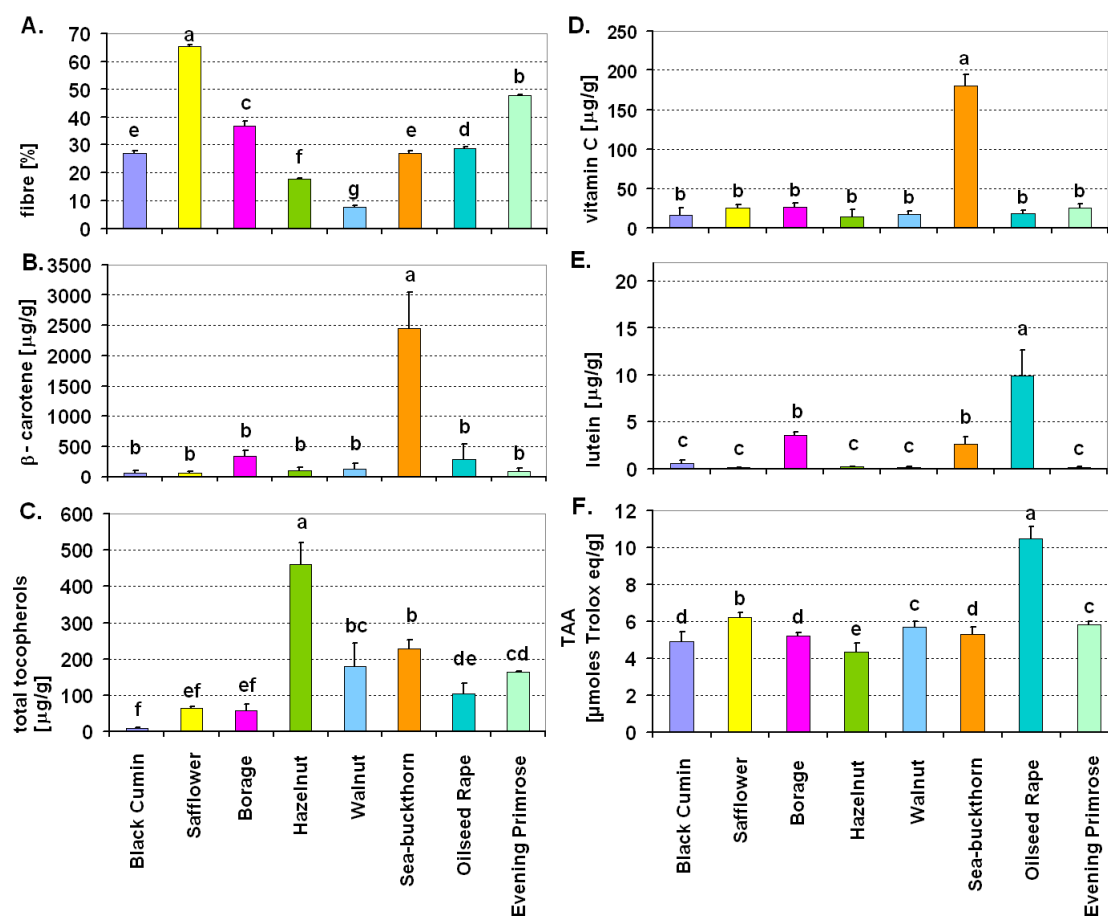 A.
fibre [%]
70
60
50
40
30
20
10
0
e
a
c
f
g
e
d
b
B.
β- carotene [µg/g]
3500
3000
2500
2000
1500
1000
500
0
b
b
b
b
b
a
b
b
C.
total tocopherols
[µg/g]
600
500
400
300
200
100
0
f
ef
ef
a
bc
b
de
cd
Black Cumin
Safflower
Borage
Hazelnut
Walnut
Sea-buckthorn
Oilseed Rape
Evening Primrose
D.
vitamin C [µg/g]
250
200
150
100
50
0
b
b
b
b
b
a
b
b
E.
lutein [µg/g]
20
15
10
5
0
c
c
b
c
c
b
a
c
F.
TAA
[µmoles Trolox eq/g]
12
10
8
6
4
2
0
d
b
d
e
c
d
a
c
Black Cumin
Safflower
Borage
Hazelnut
Walnut
Sea-buckthorn
Oilseed Rape
Evening Primrose